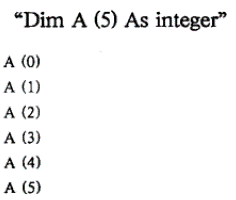 “Dim A (5) As integer”
A (0)
A (1)
A (2)
A (3)
A (4)
A (5)